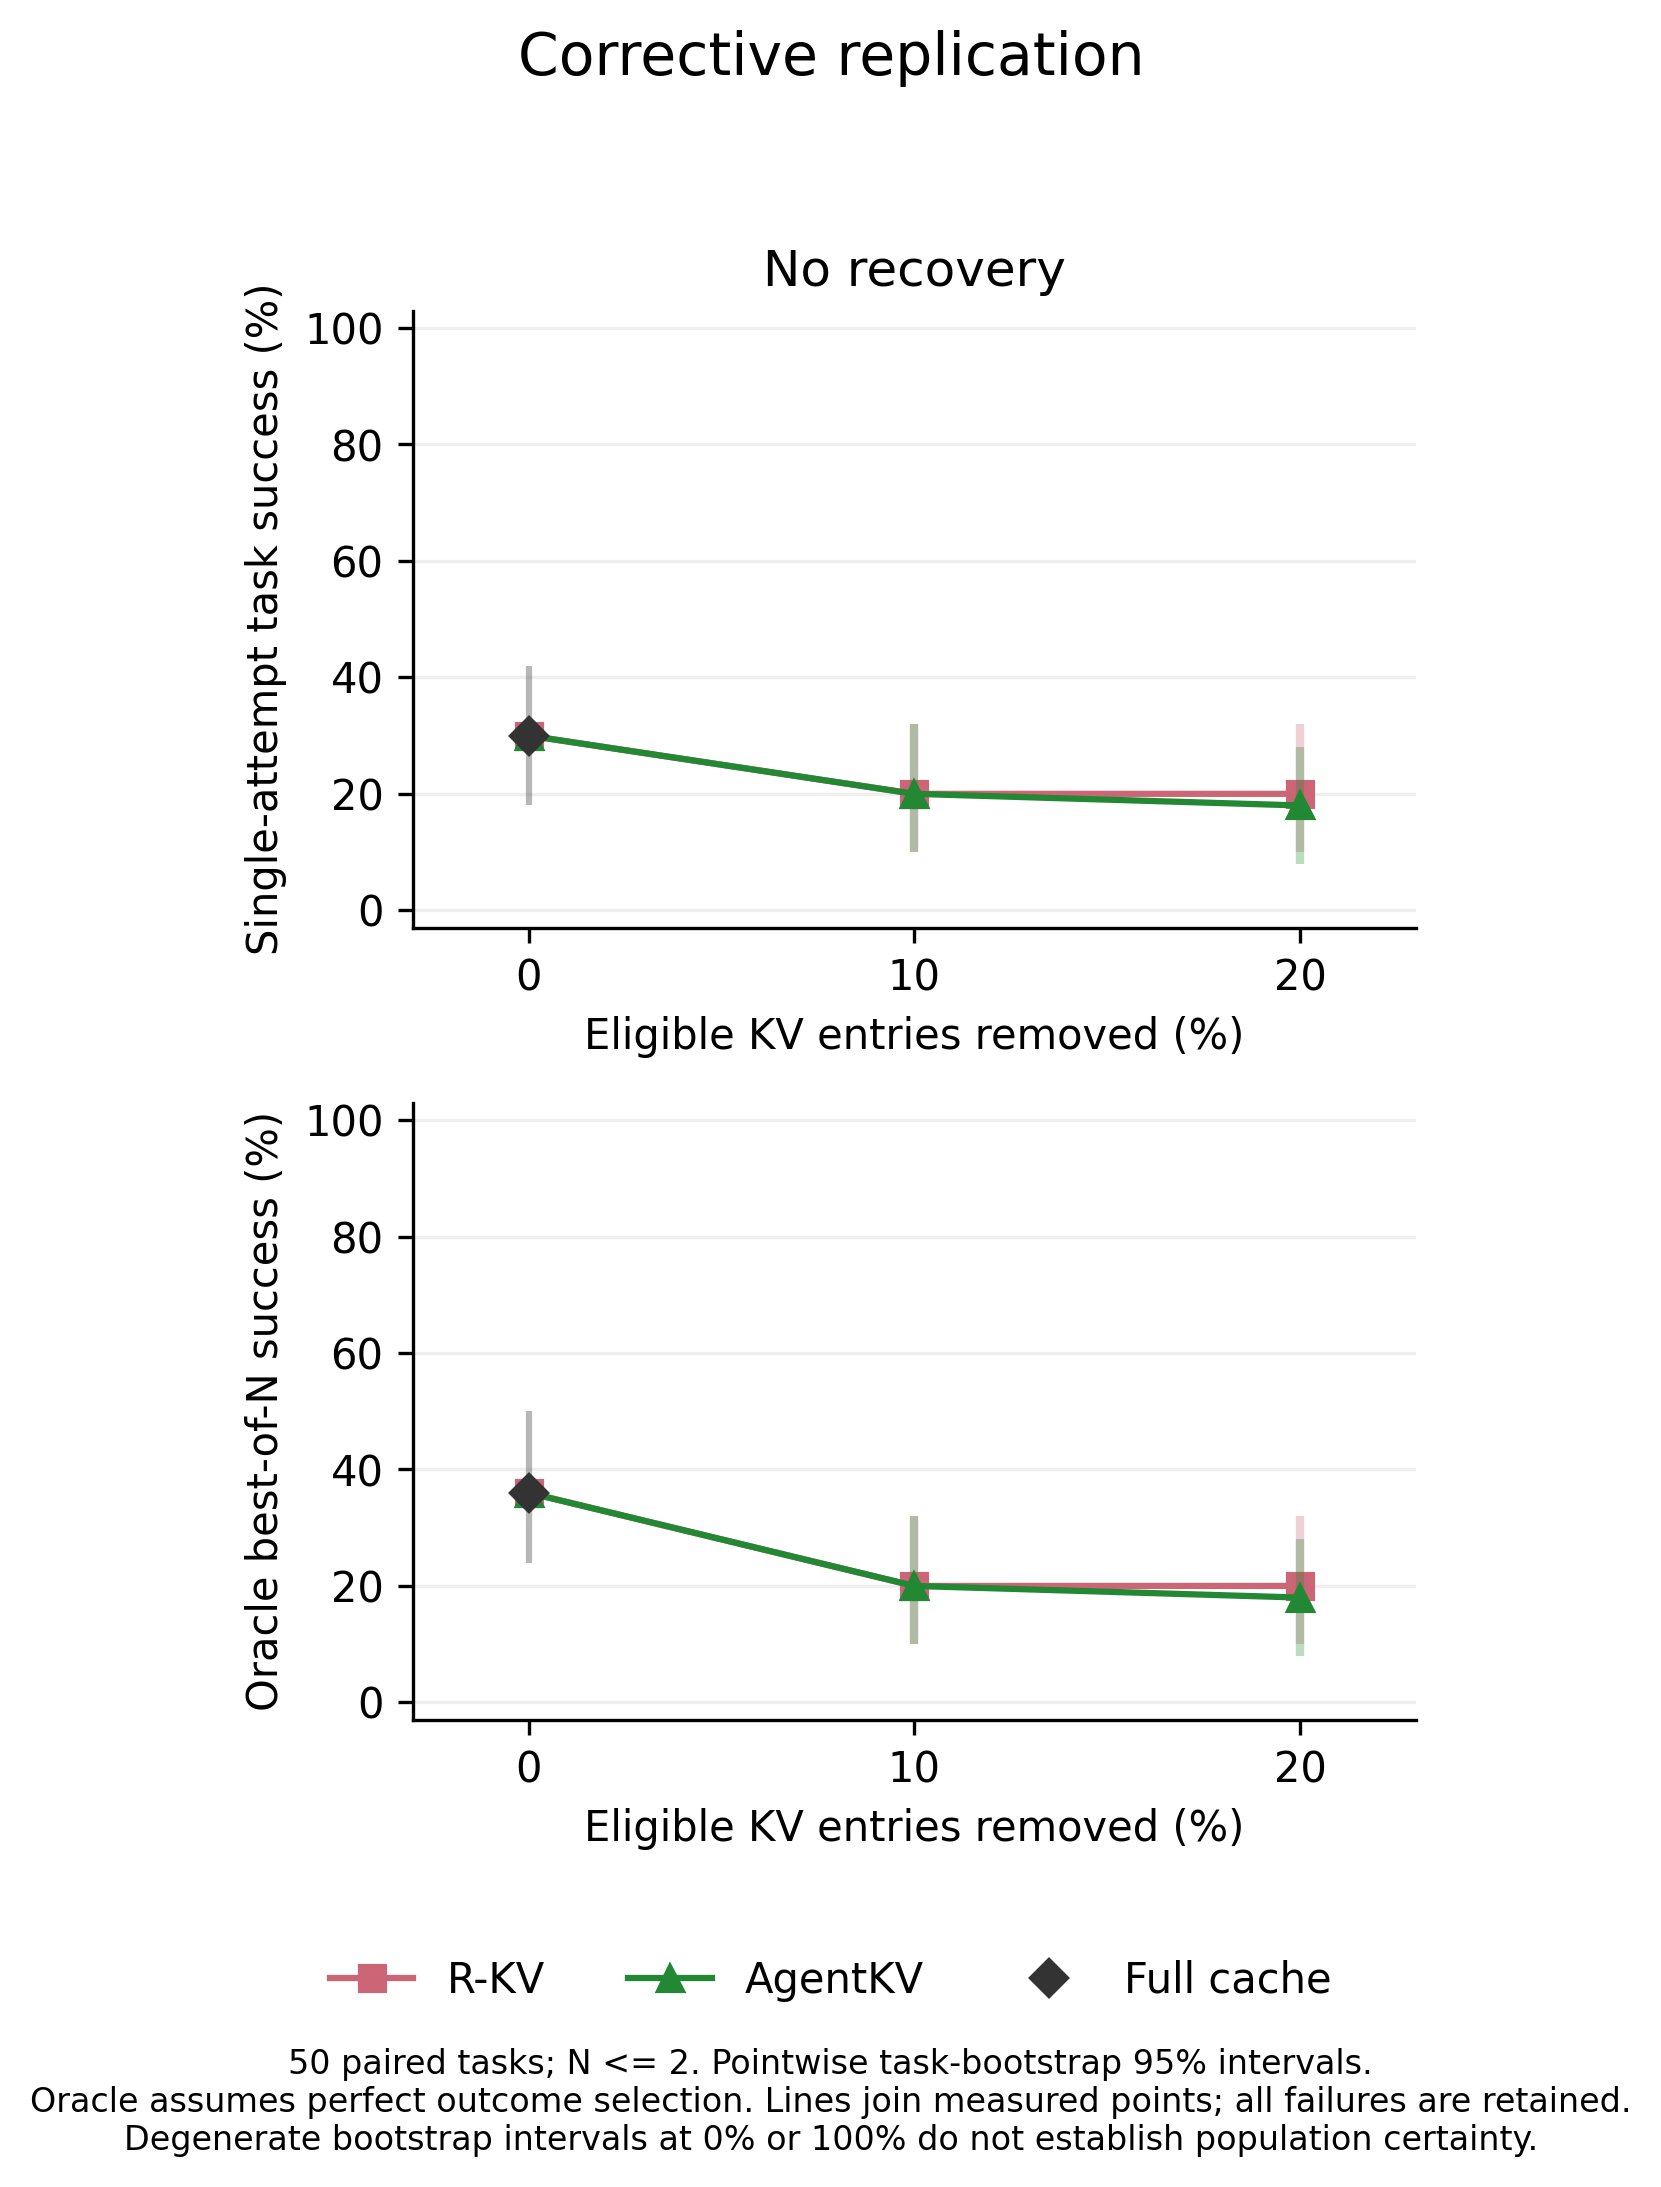 Corrective replication
No recovery
Single-attempt task success (%)
100
80
60
40
20
0
0 10 20
Eligible KV entries removed (%)
Oracle best-of-N success (%)
100
80
60
40
20
0
0 10 20
Eligible KV entries removed (%)
R-KV AgentKV Full cache
50 paired tasks; N <= 2. Pointwise task-bootstrap 95% intervals.
Oracle assumes perfect outcome selection. Lines join measured points; all failures are retained.
Degenerate bootstrap intervals at 0% or 100% do not establish population certainty.